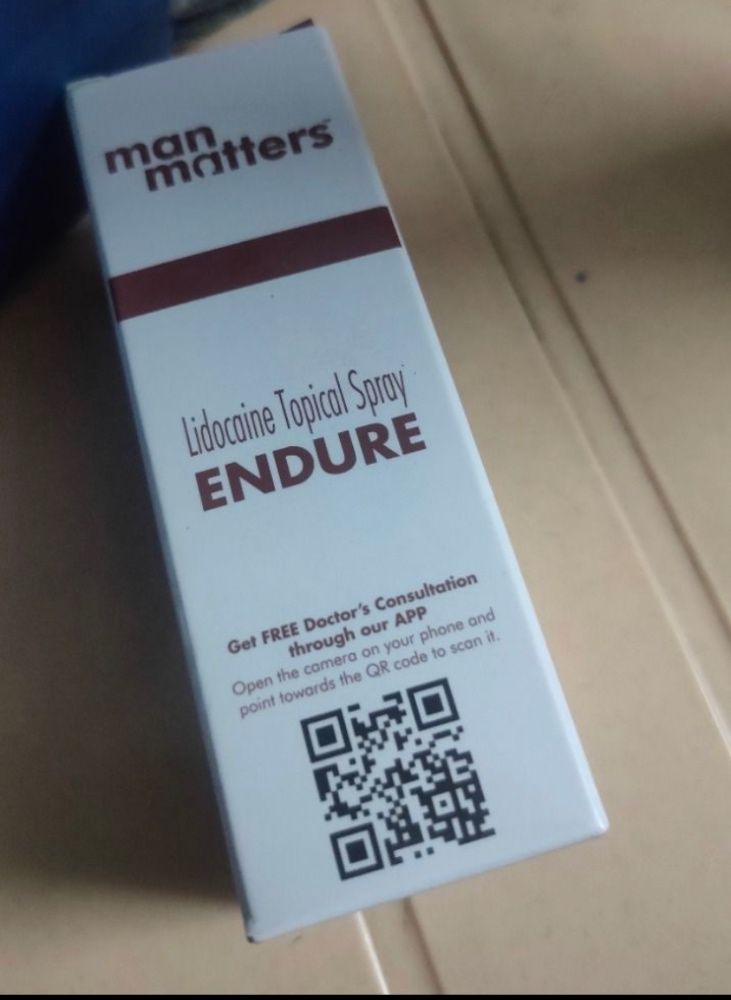 man
matters™
Lidocaine Topical Spray
ENDURE
Get FREE Doctor's Consultation
through our APP
Open the camera on your phone and
point towards the QR code to scan it.